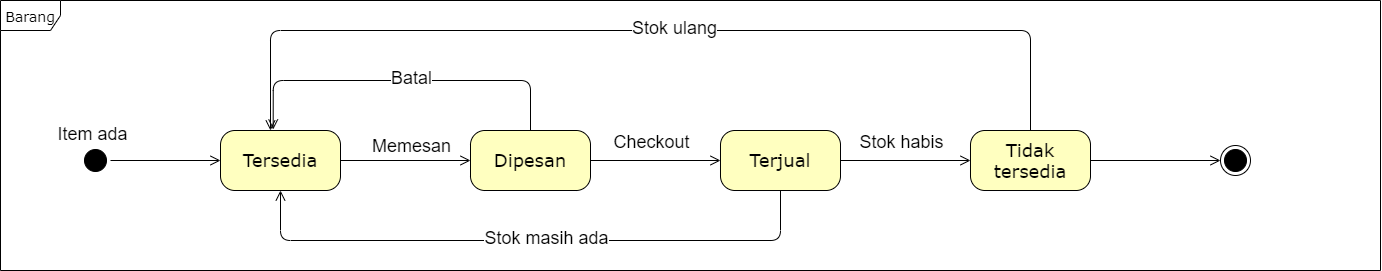 Barang
Stok ulang
Batal
Item ada
Memesan
Checkout
Stok habis
Tersedia
Dipesan
Terjual
Tidak
tersedia
Stok masih ada